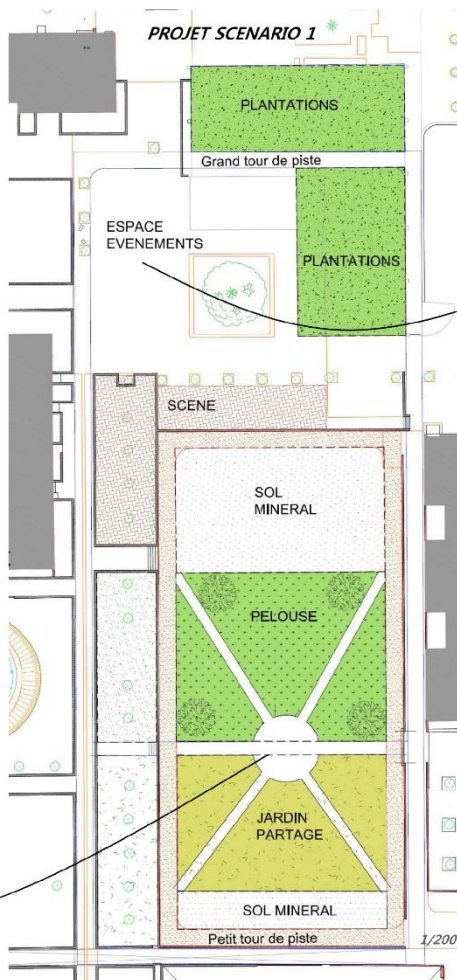 PROJET SCENARIO 1
PLANTATIONS
Grand tour de piste
ESPACE
EVENEMENTS
PLANTATIONS
SCENE
SOL
MINERAL
PELOUSE
JARDIN
PARTAGE
SOL MINERAL
Petit tour de piste
1/200